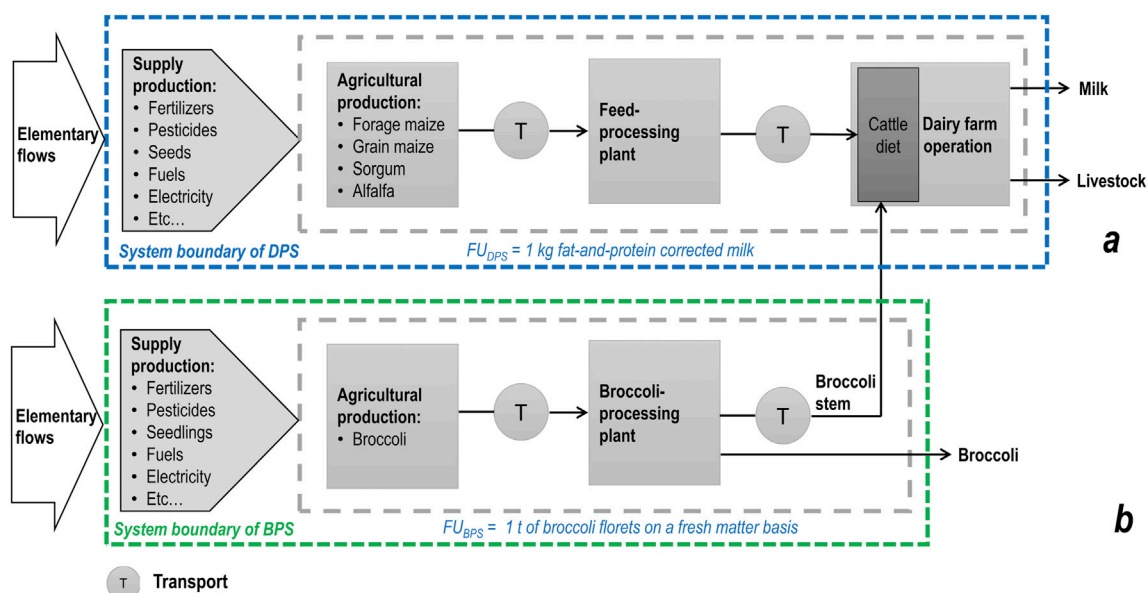 Elementary
flows
Supply
production:
• Fertilizers
• Pesticides
• Seeds
• Fuels
• Electricity
• Etc…
Agricultural
production:
• Forage maize
• Grain maize
• Sorgum
• Alfalfa
T
Feed-
processing
plant
T
Cattle
diet
Dairy farm
operation
Milk
Livestock
System boundary of DPS
FU_DPS = 1 kg fat-and-protein corrected milk
a
Elementary
flows
Supply
production:
• Fertilizers
• Pesticides
• Seedlings
• Fuels
• Electricity
• Etc…
Agricultural
production:
• Broccoli
T
Broccoli-
processing
plant
T
Broccoli
stem
Broccoli
System boundary of BPS
FU_BPS = 1 t of broccoli florets on a fresh matter basis
b
T Transport